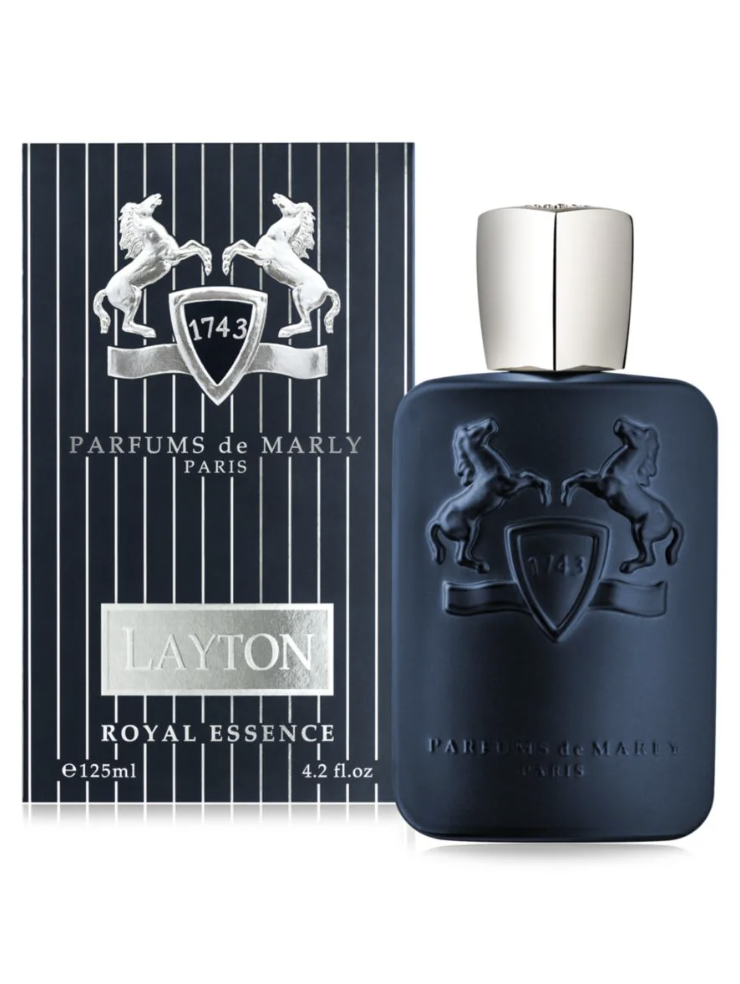 1743
PARFUMS de MARLY
PARIS
LAYTON
ROYAL ESSENCE
℮125ml
4.2 fl.oz
1743
PARFUMS de MARLY
PARIS